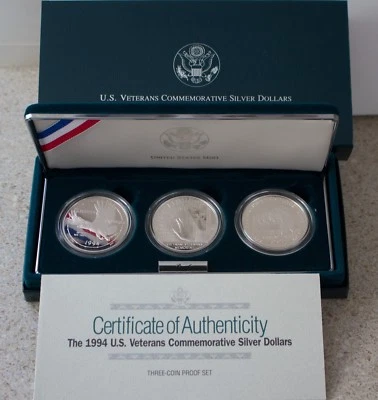 U.S. Veterans Commemorative Silver Dollars
United States Mint
1994
Certificate of Authenticity
The 1994 U.S. Veterans Commemorative Silver Dollars
THREE-COIN PROOF SET